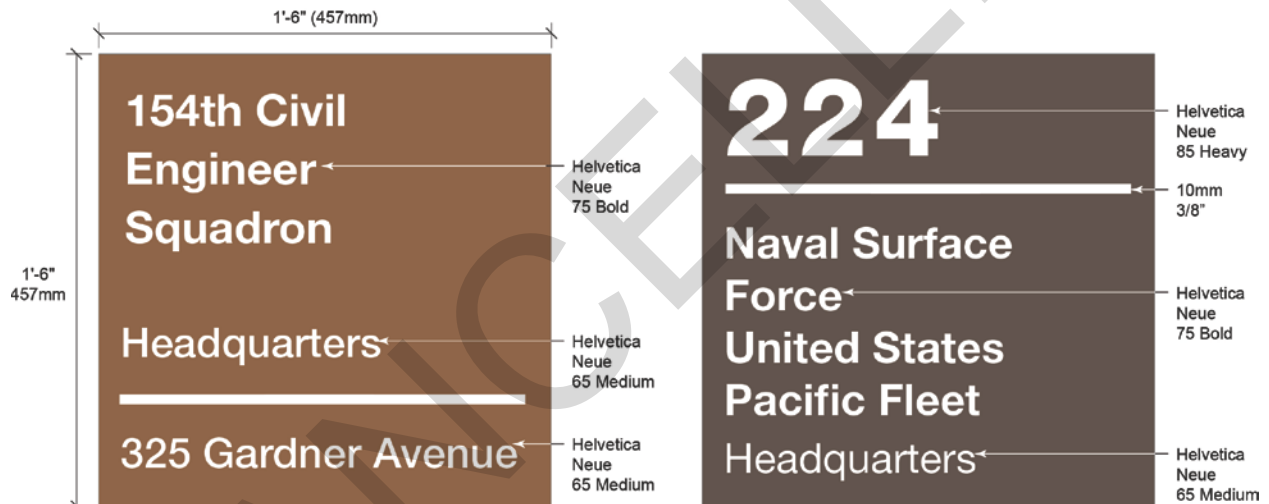 1'-6" (457mm)
1'-6"
457mm
154th Civil
Engineer
Squadron
Headquarters
325 Gardner Avenue
Helvetica
Neue
75 Bold
Helvetica
Neue
65 Medium
Helvetica
Neue
65 Medium
224
Naval Surface
Force
United States
Pacific Fleet
Headquarters
Helvetica
Neue
85 Heavy
10mm
3/8"
Helvetica
Neue
75 Bold
Helvetica
Neue
65 Medium
ANCELL